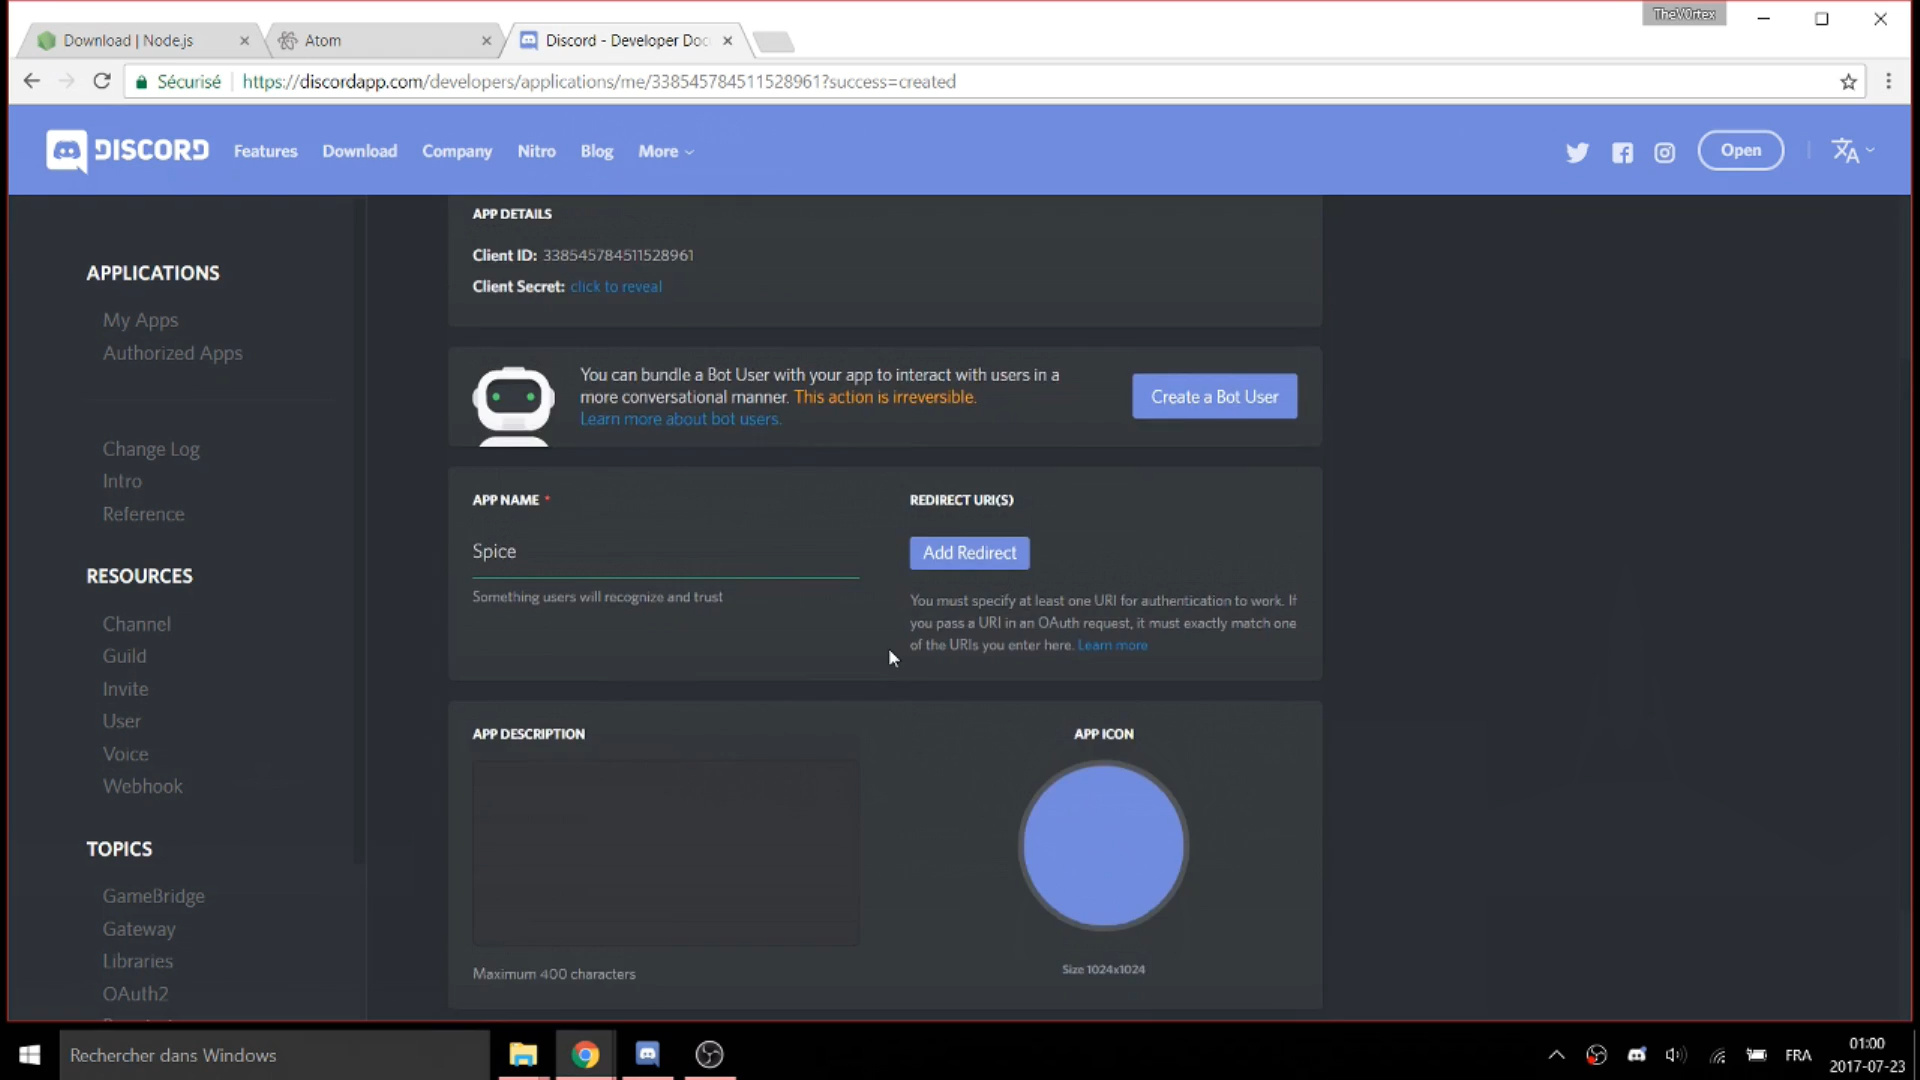 TheV0rtex
Download | Node.js
Atom
Discord - Developer Doc
Sécurisé https://discordapp.com/developers/applications/me/338545784511528961?success=created
DISCORD Features Download Company Nitro Blog More Open
APPLICATIONS
My Apps
Authorized Apps
Change Log
Intro
Reference
RESOURCES
Channel
Guild
Invite
User
Voice
Webhook
TOPICS
GameBridge
Gateway
Libraries
OAuth2
APP DETAILS
Client ID: 338545784511528961
Client Secret: click to reveal
You can bundle a Bot User with your app to interact with users in a
more conversational manner. This action is irreversible.
Learn more about bot users.
Create a Bot User
APP NAME *
Spice
Something users will recognize and trust
REDIRECT URI(S)
Add Redirect
You must specify at least one URI for authentication to work. If
you pass a URI in an OAuth request, it must exactly match one
of the URIs you enter here. Learn more
APP DESCRIPTION
Maximum 400 characters
APP ICON
Size 1024x1024
Rechercher dans Windows
FRA
01:00
2017-07-23